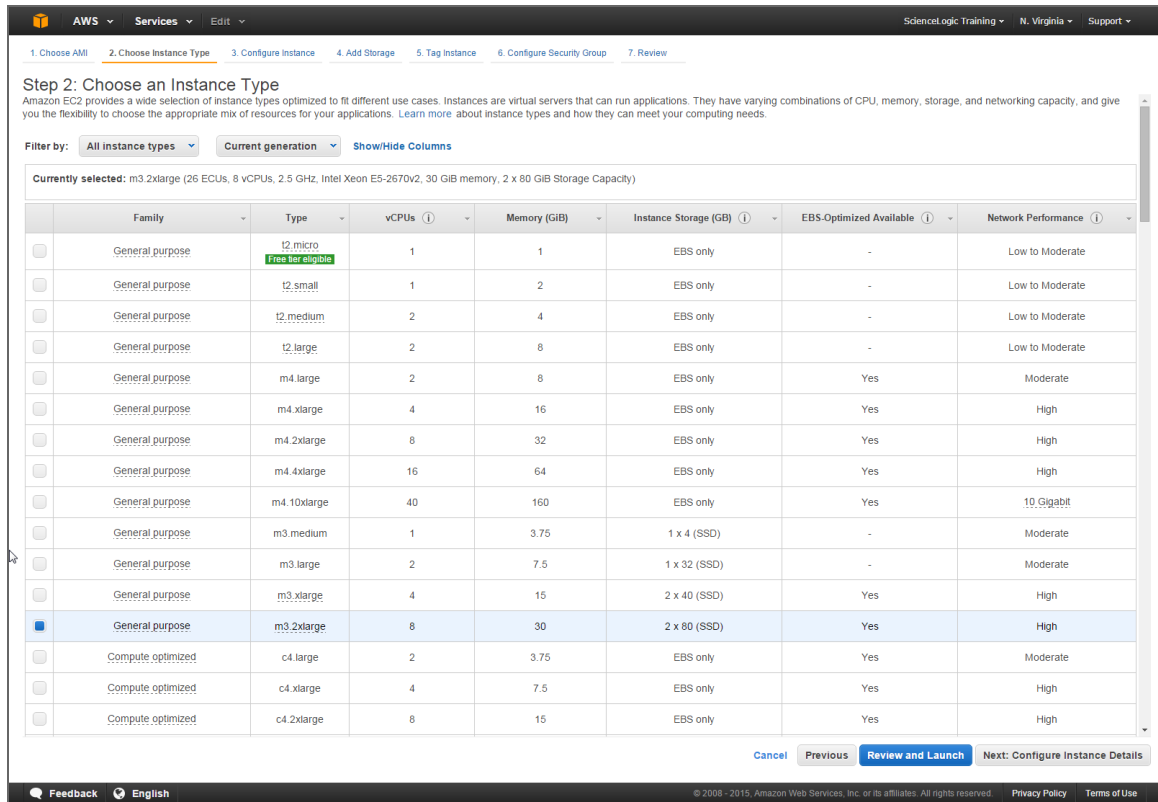 AWS Services Edit ScienceLogic Training N. Virginia Support
1. Choose AMI 2. Choose Instance Type 3. Configure Instance 4. Add Storage 5. Tag Instance 6. Configure Security Group 7. Review
Step 2: Choose an Instance Type
Amazon EC2 provides a wide selection of instance types optimized to fit different use cases. Instances are virtual servers that can run applications. They have varying combinations of CPU, memory, storage, and networking capacity, and give
you the flexibility to choose the appropriate mix of resources for your applications. Learn more about instance types and how they can meet your computing needs.
Filter by: All instance types Current generation Show/Hide Columns
Currently selected: m3.2xlarge (26 ECUs, 8 vCPUs, 2.5 GHz, Intel Xeon E5-2670v2, 30 GiB memory, 2 x 80 GiB Storage Capacity)
Family Type vCPUs Memory (GiB) Instance Storage (GB) EBS-Optimized Available Network Performance
General purpose t2.micro 1 1 EBS only - Low to Moderate
Free tier eligible
General purpose t2.small 1 2 EBS only - Low to Moderate
General purpose t2.medium 2 4 EBS only - Low to Moderate
General purpose t2.large 2 8 EBS only - Low to Moderate
General purpose m4.large 2 8 EBS only Yes Moderate
General purpose m4.xlarge 4 16 EBS only Yes High
General purpose m4.2xlarge 8 32 EBS only Yes High
General purpose m4.4xlarge 16 64 EBS only Yes High
General purpose m4.10xlarge 40 160 EBS only Yes 10 Gigabit
General purpose m3.medium 1 3.75 1 x 4 (SSD) - Moderate
General purpose m3.large 2 7.5 1 x 32 (SSD) - Moderate
General purpose m3.xlarge 4 15 2 x 40 (SSD) Yes High
General purpose m3.2xlarge 8 30 2 x 80 (SSD) Yes High
Compute optimized c4.large 2 3.75 EBS only Yes Moderate
Compute optimized c4.xlarge 4 7.5 EBS only Yes High
Compute optimized c4.2xlarge 8 15 EBS only Yes High
Cancel Previous Review and Launch Next: Configure Instance Details
Feedback English © 2008 - 2015, Amazon Web Services, Inc. or its affiliates. All rights reserved. Privacy Policy Terms of Use